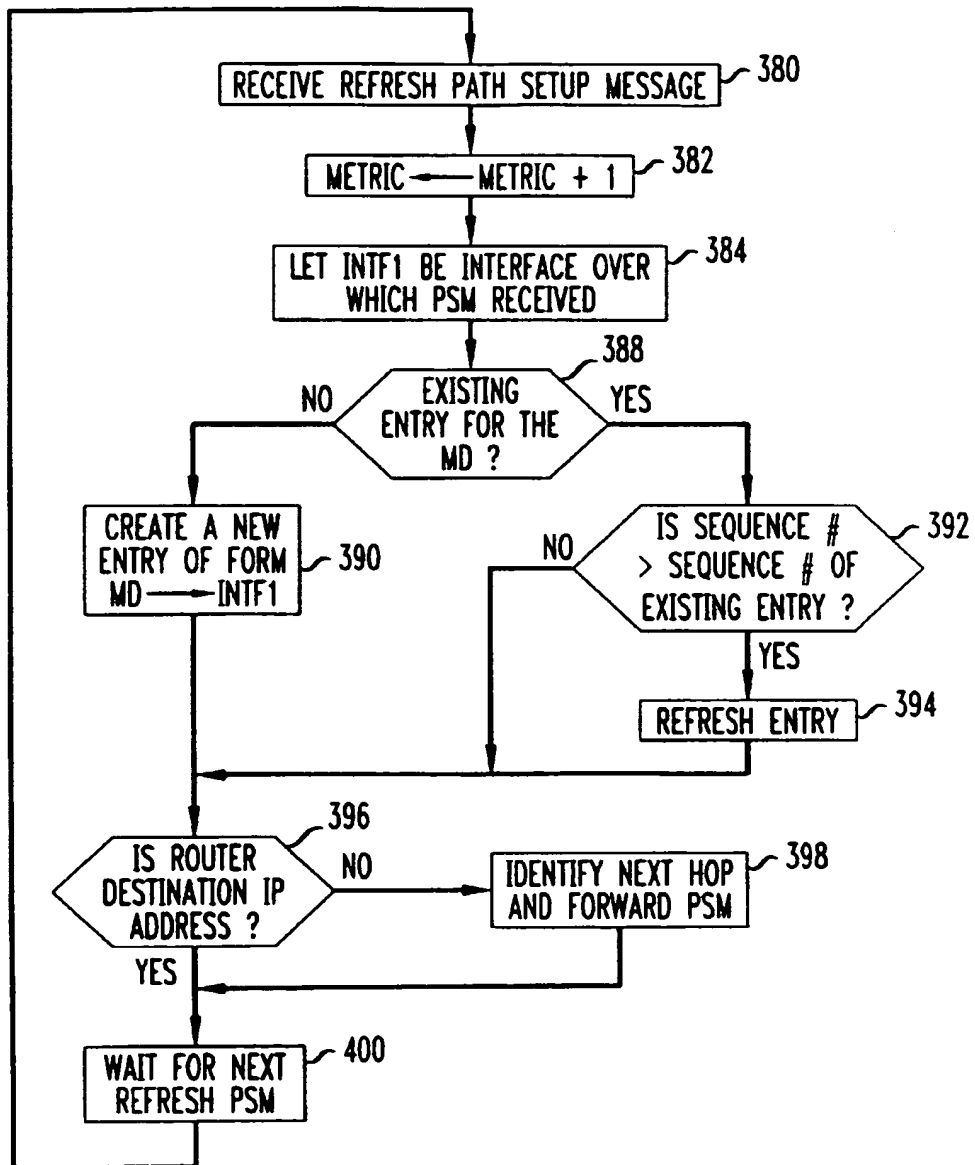 RECEIVE REFRESH PATH SETUP MESSAGE
380
METRIC ← METRIC + 1
382
LET INTF1 BE INTERFACE OVER
WHICH PSM RECEIVED
384
388
EXISTING
ENTRY FOR THE
MD ?
NO
YES
CREATE A NEW
ENTRY OF FORM
MD → INTF1
390
IS SEQUENCE #
> SEQUENCE # OF
EXISTING ENTRY ?
392
NO
YES
REFRESH ENTRY
394
396
IS ROUTER
DESTINATION IP
ADDRESS ?
NO
YES
IDENTIFY NEXT HOP
AND FORWARD PSM
398
WAIT FOR NEXT
REFRESH PSM
400